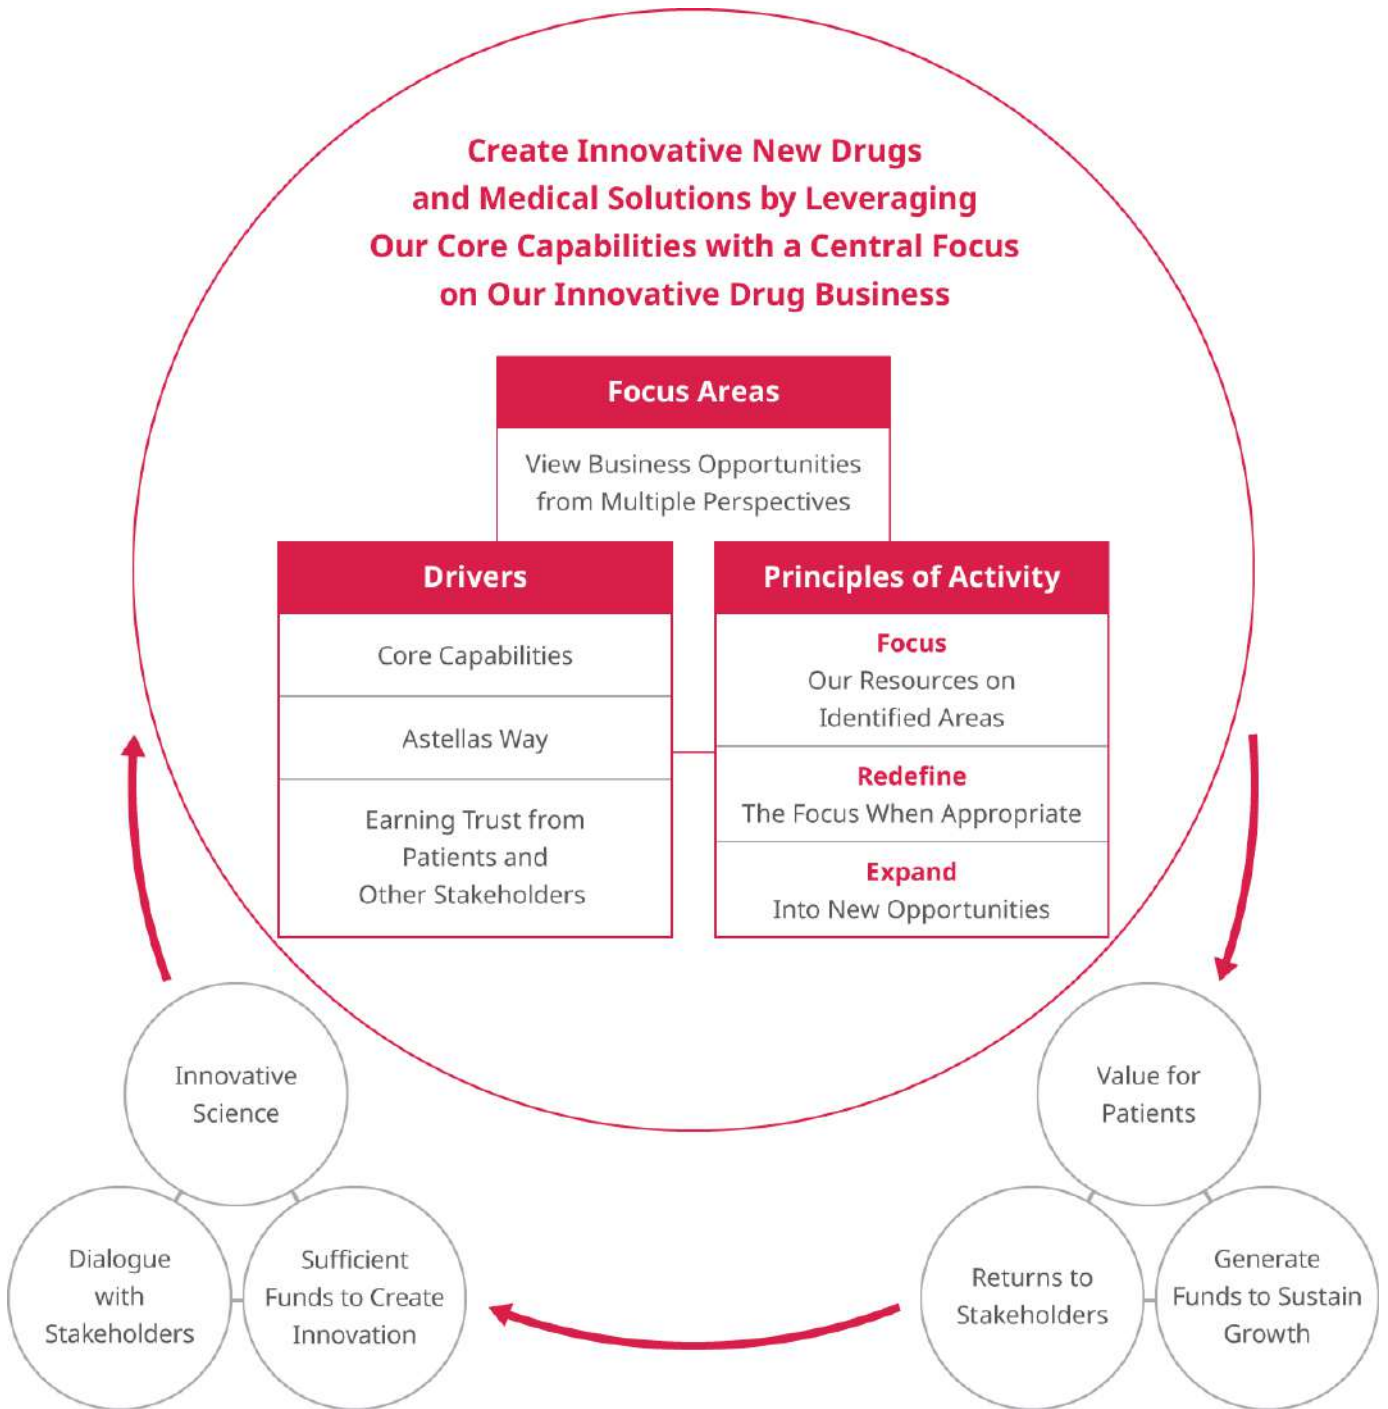 Create Innovative New Drugs
and Medical Solutions by Leveraging
Our Core Capabilities with a Central Focus
on Our Innovative Drug Business
Focus Areas
View Business Opportunities
from Multiple Perspectives
Drivers
Core Capabilities
Astellas Way
Earning Trust from
Patients and
Other Stakeholders
Principles of Activity
Focus
Our Resources on
Identified Areas
Redefine
The Focus When Appropriate
Expand
Into New Opportunities
Innovative
Science
Dialogue
with
Stakeholders
Sufficient
Funds to Create
Innovation
Value for
Patients
Returns to
Stakeholders
Generate
Funds to Sustain
Growth